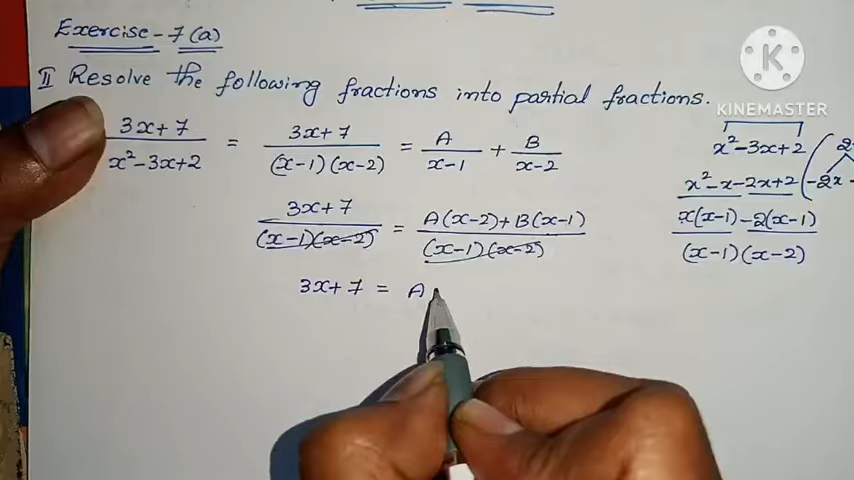 Exercise-7(a)
II Resolve the following fractions into partial fractions.
KINEMASTER
3x+7 / x²-3x+2 = 3x+7 / (x-1)(x-2) = A / x-1 + B / x-2
3x+7 / (x-1)(x-2) = A(x-2)+B(x-1) / (x-1)(x-2)
3x+7 = A
x²-3x+2
x²-x-2x+2
x(x-1)-2(x-1)
(x-1)(x-2)
2x
-2x -